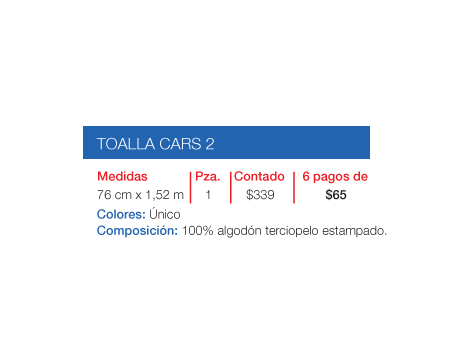 TOALLA CARS 2
Medidas Pza. Contado 6 pagos de
76 cm x 1,52 m 1 $339 $65
Colores: Único
Composición: 100% algodón terciopelo estampado.